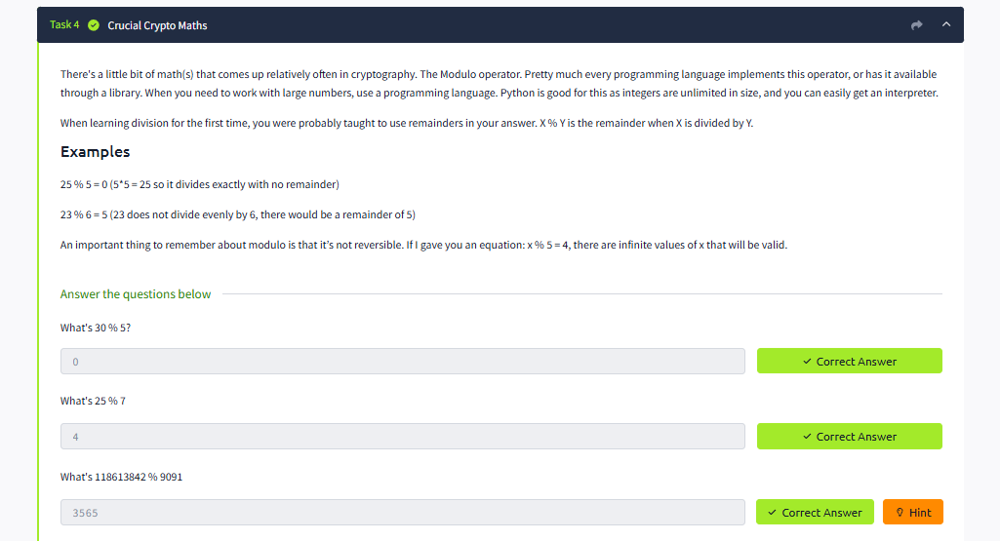 Task 4 Crucial Crypto Maths
There's a little bit of math(s) that comes up relatively often in cryptography. The Modulo operator. Pretty much every programming language implements this operator, or has it available
through a library. When you need to work with large numbers, use a programming language. Python is good for this as integers are unlimited in size, and you can easily get an interpreter.
When learning division for the first time, you were probably taught to use remainders in your answer. X % Y is the remainder when X is divided by Y.
Examples
25 % 5 = 0 (5*5 = 25 so it divides exactly with no remainder)
23 % 6 = 5 (23 does not divide evenly by 6, there would be a remainder of 5)
An important thing to remember about modulo is that it's not reversible. If I gave you an equation: x % 5 = 4, there are infinite values of x that will be valid.
Answer the questions below
What's 30 % 5?
0 Correct Answer
What's 25 % 7
4 Correct Answer
What's 118613842 % 9091
3565 Correct Answer Hint